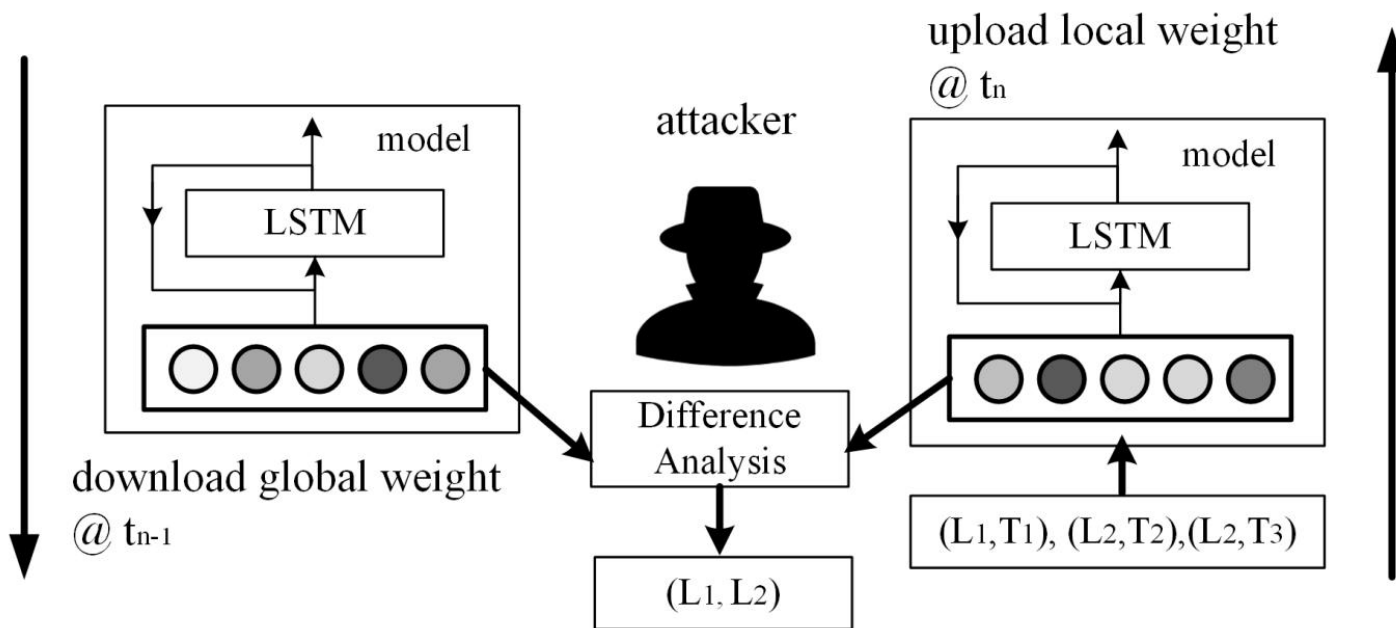 upload local weight
@ tn
attacker
model
LSTM
model
LSTM
Difference
Analysis
download global weight
@ tn-1
(L1,T1), (L2,T2),(L2,T3)
(L1, L2)